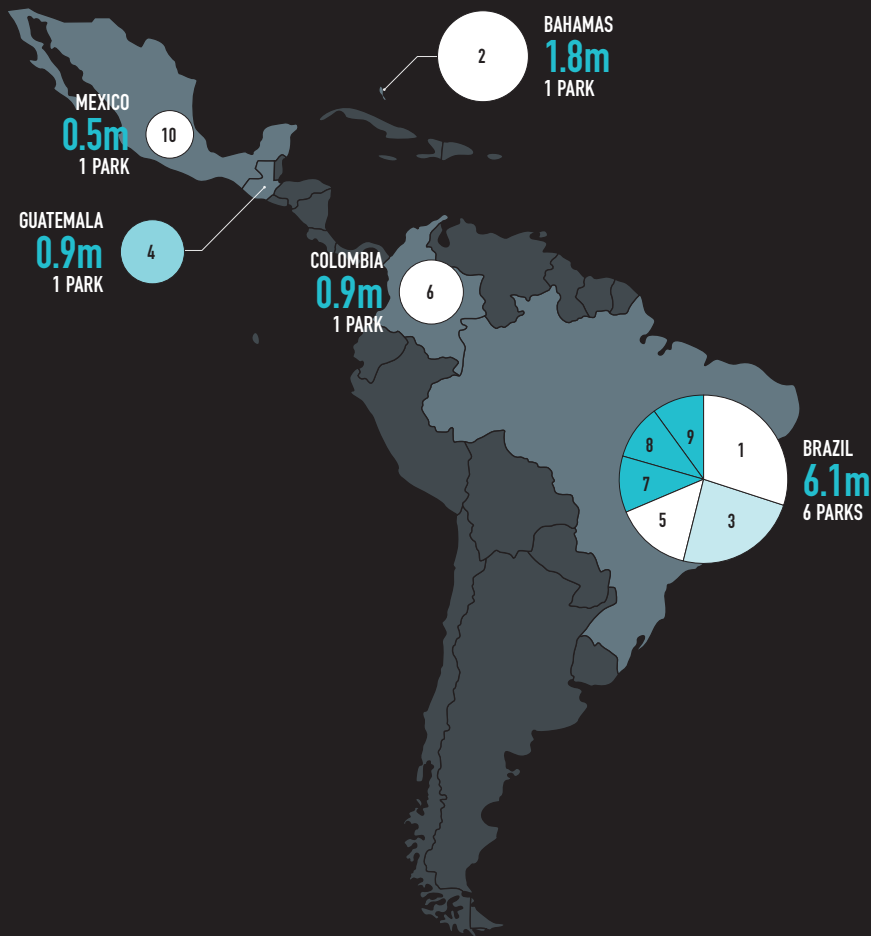 BAHAMAS
1.8m
1 PARK
2
MEXICO
0.5m
1 PARK
10
GUATEMALA
0.9m
1 PARK
4
COLOMBIA
0.9m
1 PARK
6
BRAZIL
6.1m
6 PARKS
1
3
5
7
8
9